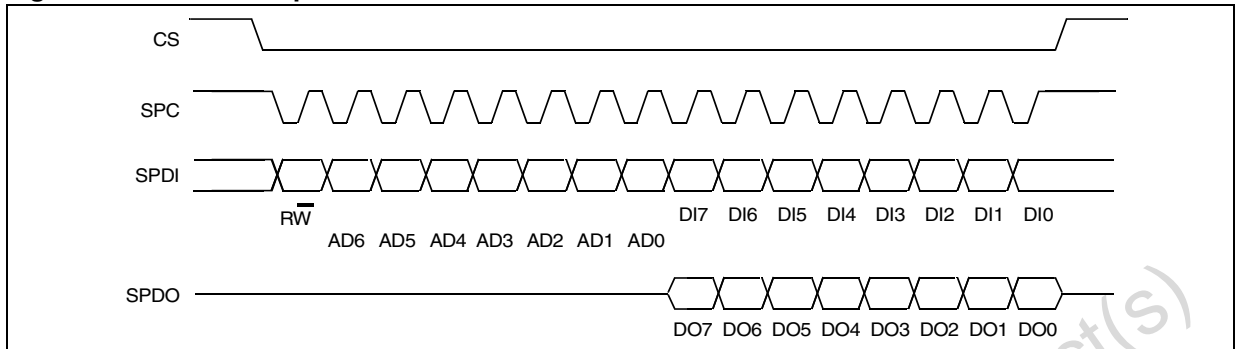 CS
SPC
SPDI
RW
DI7 DI6 DI5 DI4 DI3 DI2 DI1 DI0
AD6 AD5 AD4 AD3 AD2 AD1 AD0
SPDO
DO7 DO6 DO5 DO4 DO3 DO2 DO1 DO0